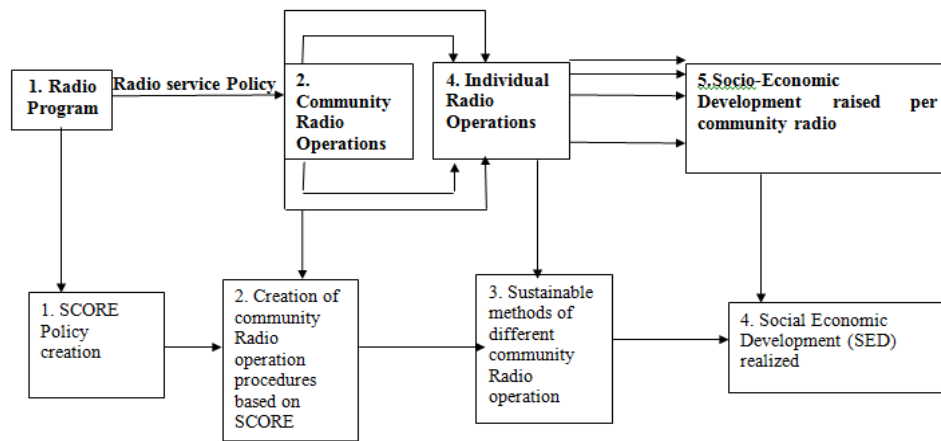 1. Radio
Program
Radio service Policy
2.
Community
Radio
Operations
4. Individual
Radio
Operations
5.Socio-Economic
Development raised per
community radio
1. SCORE
Policy
creation
2. Creation of
community
Radio
operation
procedures
based on
SCORE
3. Sustainable
methods of
different
community
Radio
operation
4. Social Economic
Development (SED)
realized